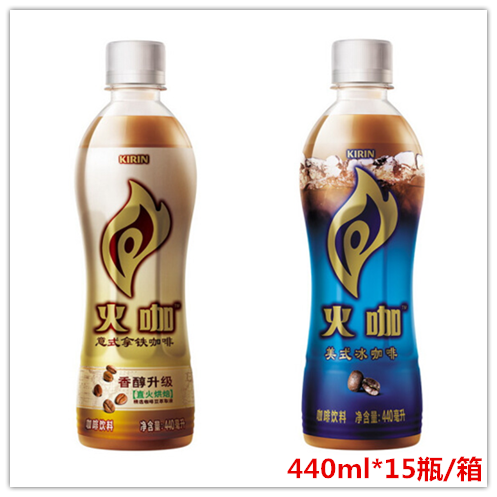 KIRIN
火咖
意式拿铁咖啡
香醇升级
【直火烘焙】
咖啡饮料 净含量:440毫升
KIRIN
火咖
美式冰咖啡
咖啡饮料 净含量:440毫升
440ml*15瓶/箱